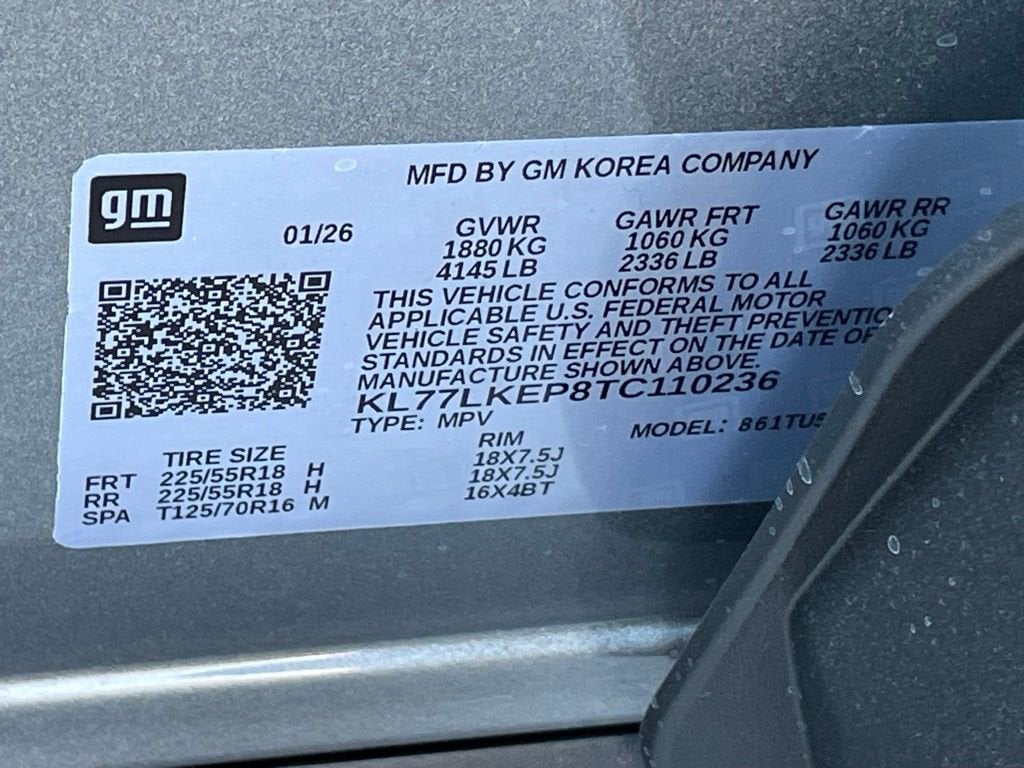 gm
MFD BY GM KOREA COMPANY
01/26
GVWR
1880 KG
4145 LB
GAWR FRT
1060 KG
2336 LB
GAWR RR
1060 KG
2336 LB
THIS VEHICLE CONFORMS TO ALL
APPLICABLE U.S. FEDERAL MOTOR
VEHICLE SAFETY AND THEFT PREVENTIO
STANDARDS IN EFFECT ON THE DATE OF
MANUFACTURE SHOWN ABOVE.
KL77LKEP8TC110236
TYPE: MPV
MODEL: 861TU5
TIRE SIZE RIM
FRT 225/55R18 H 18X7.5J
RR 225/55R18 H 18X7.5J
SPA T125/70R16 M 16X4BT